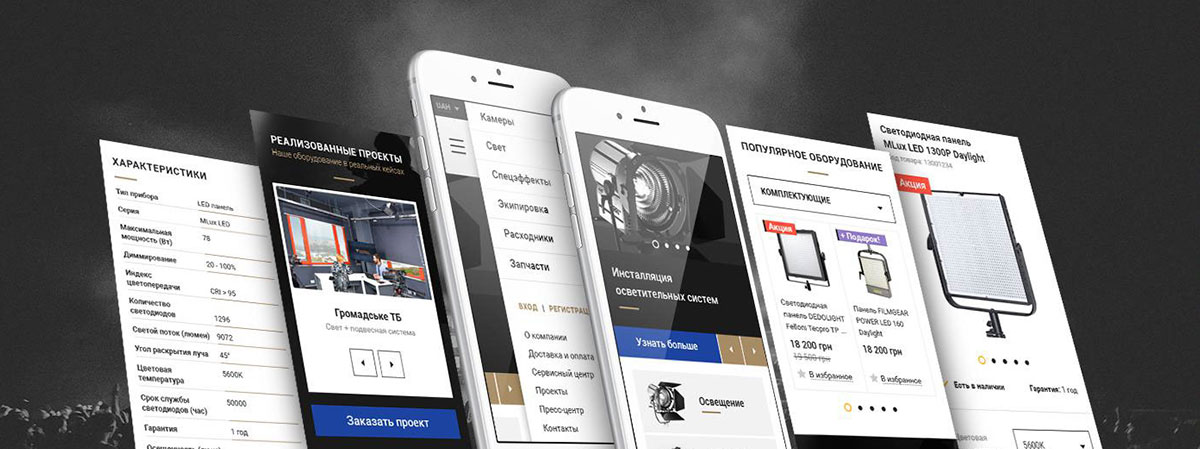 ХАРАКТЕРИСТИКИ
Тип прибора
LED панель
Серия
MLux LED
Максимальная
мощность (Вт)
78
Диммирование
20 - 100%
Индекс
цветопередачи
CRI > 95
Количество
светодиодов
1296
Светой поток (люмен)
9072
Угол раскрытия луча
45°
Цветовая
температура
5600K
Срок службы
светодиодов (час)
50000
Гарантия
1 год
РЕАЛИЗОВАННЫЕ ПРОЕКТЫ
Наше оборудование в реальных кейсах
Громадське ТБ
Свет + подвесная система
Заказать проект
UAH
Камеры
Свет
Спецэффекты
Экипировка
Расходники
Запчасти
ВХОД | РЕГИСТРАЦ
О компании
Доставка и оплата
Сервисный центр
Проекты
Пресс-центр
Контакты
Инсталляция
осветительных систем
Узнать больше
Освещение
ПОПУЛЯРНОЕ ОБОРУДОВАНИЕ
КОМПЛЕКТУЮЩИЕ
Акция
Светодиодная
панель DEDOLIGHT
Felloni Tecpro TP ...
18 200 грн
19 500 грн
В избранное
+ Подарок!
Панель FILMGEAR
POWER LED 160
Daylight
18 200 грн
В избранное
Светодиодная панель
MLux LED 1300P Daylight
Код товара: 13001234
Акция
Есть в наличии
Гарантия: 1 год
Цветовая
5600K